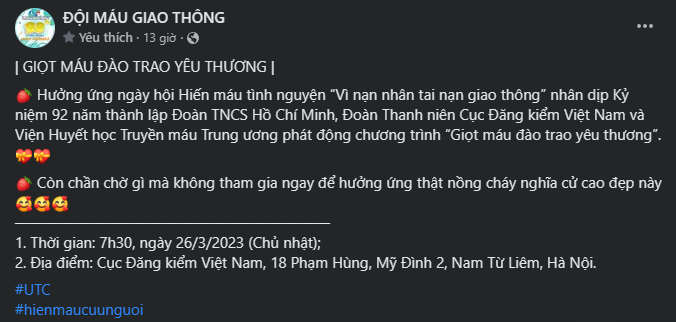 ĐỘI MÁU GIAO THÔNG
Yêu thích · 13 giờ ·
| GIỌT MÁU ĐÀO TRAO YÊU THƯƠNG |
🍓 Hưởng ứng ngày hội Hiến máu tình nguyện “Vì nạn nhân tai nạn giao thông” nhân dịp Kỷ
niệm 92 năm thành lập Đoàn TNCS Hồ Chí Minh, Đoàn Thanh niên Cục Đăng kiểm Việt Nam và
Viện Huyết học Truyền máu Trung ương phát động chương trình “Giọt máu đào trao yêu thương”.
💝💝
🍓 Còn chần chờ gì mà không tham gia ngay để hưởng ứng thật nồng cháy nghĩa cử cao đẹp này
🥰🥰🥰
1. Thời gian: 7h30, ngày 26/3/2023 (Chủ nhật);
2. Địa điểm: Cục Đăng kiểm Việt Nam, 18 Phạm Hùng, Mỹ Đình 2, Nam Từ Liêm, Hà Nội.
#UTC
#hienmaucuunguoi